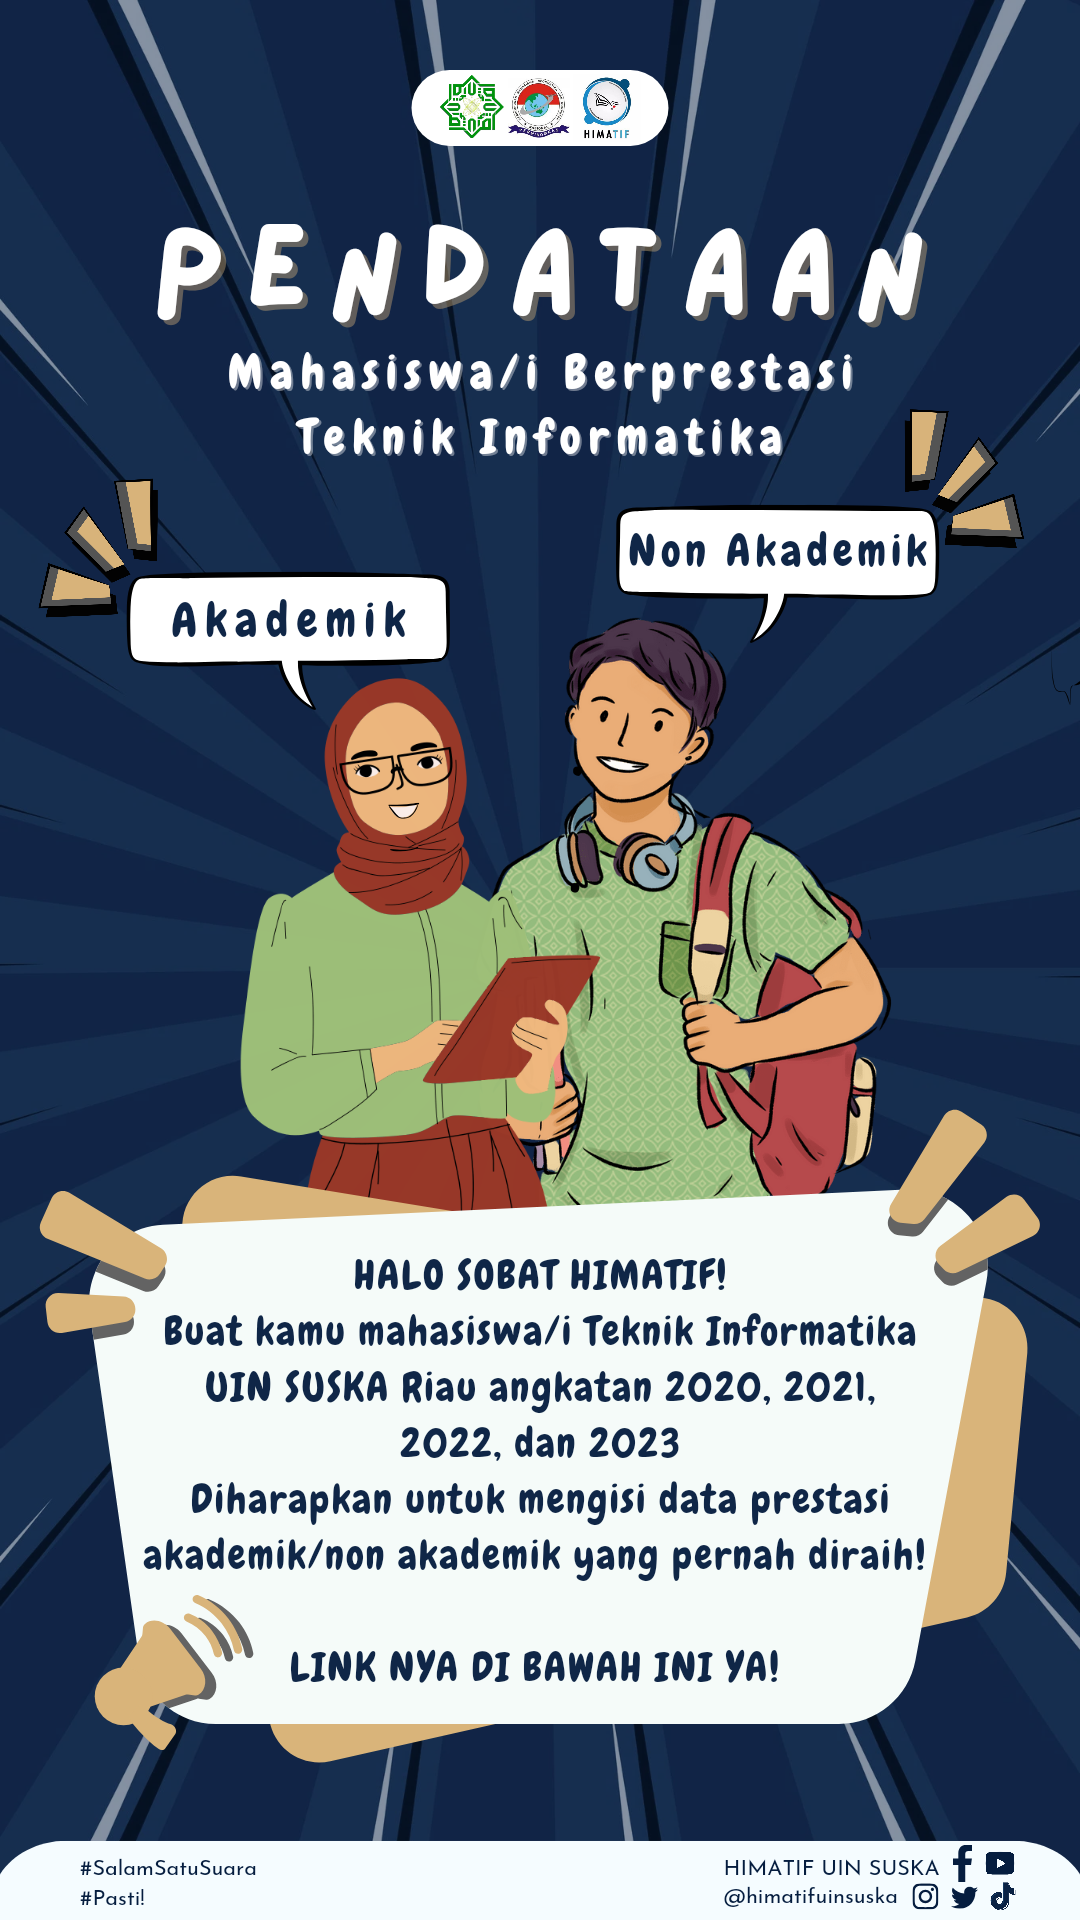 HIMATIF
PENDATAAN
Mahasiswa/i Berprestasi
Teknik Informatika
Non Akademik
Akademik
HALO SOBAT HIMATIF!
Buat kamu mahasiswa/i Teknik Informatika
UIN SUSKA Riau angkatan 2020, 2021,
2022, dan 2023
Diharapkan untuk mengisi data prestasi
akademik/non akademik yang pernah diraih!
LINK NYA DI BAWAH INI YA!
#SalamSatuSuara
#Pasti!
HIMATIF UIN SUSKA
@himatifuinsuska